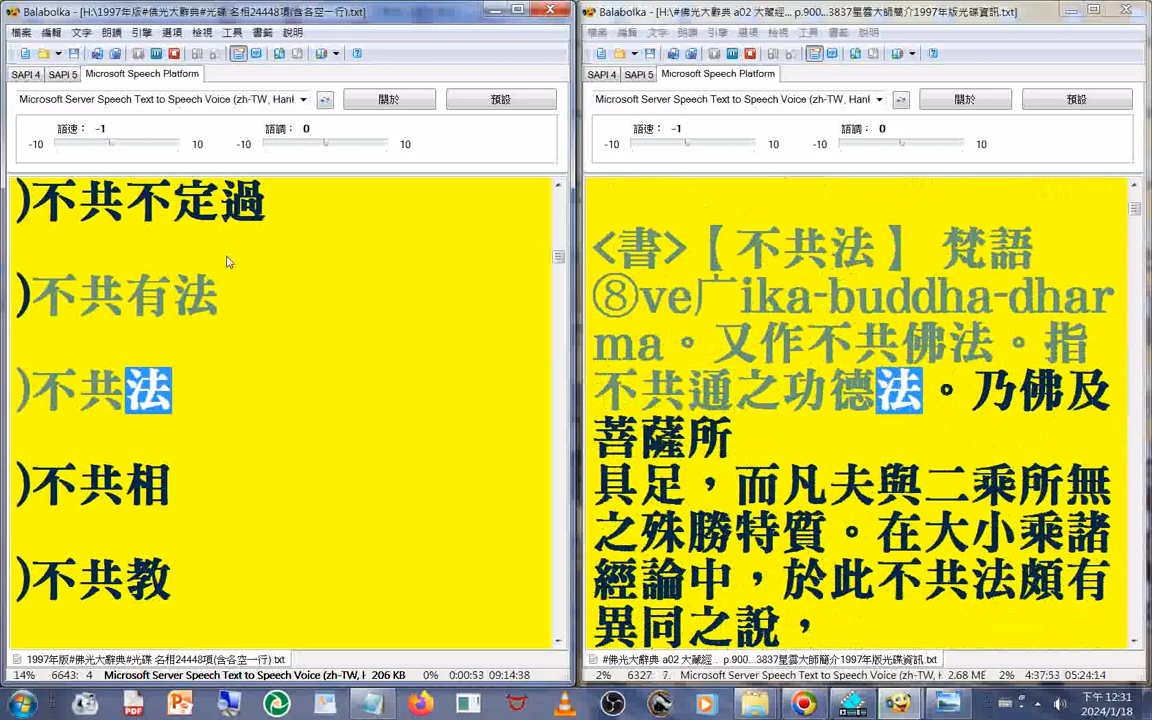 Balabolka - [H:\1997年版#佛光大辭典#光碟 名相24448項(含各空一行).txt]
檔案 編輯 文字 朗讀 引擎 選項 檢視 工具 書籤 說明
SAPI 4 SAPI 5 Microsoft Speech Platform
Microsoft Server Speech Text to Speech Voice (zh-TW, Hanl
關於 預設
語速： -1 語調： 0
-10 10 -10 10
)不共不定過
)不共有法
)不共法
)不共相
)不共教
1997年版#佛光大辭典#光碟 名相24448項(含各空一行).txt
14% 6643: 4 Microsoft Server Speech Text to Speech Voice (zh-TW, H 206 KB 0% 0:00:53 09:14:38
Balabolka - [H:\#佛光大辭典 a02 大藏經... p.900...3837星雲大師簡介1997年版光碟資訊.txt]
檔案 編輯 文字 朗讀 引擎 選項 檢視 工具 書籤 說明
SAPI 4 SAPI 5 Microsoft Speech Platform
Microsoft Server Speech Text to Speech Voice (zh-TW, Hanl
關於 預設
語速： -1 語調： 0
-10 10 -10 10
<書>【不共法】 梵語
⑧ve广ika-buddha-dhar
ma。又作不共佛法。指
不共通之功德法。乃佛及
菩薩所
具足，而凡夫與二乘所無
之殊勝特質。在大小乘諸
經論中，於此不共法頗有
異同之說，
#佛光大辭典 a02 大藏經... p.900...3837星雲大師簡介1997年版光碟資訊.txt
2% 6327: Microsoft Server Speech Text to Speech Voice (zh-TW, H 2.68 ME 2% 4:37:53 05:24:14
PDF
下午 12:31
2024/1/18